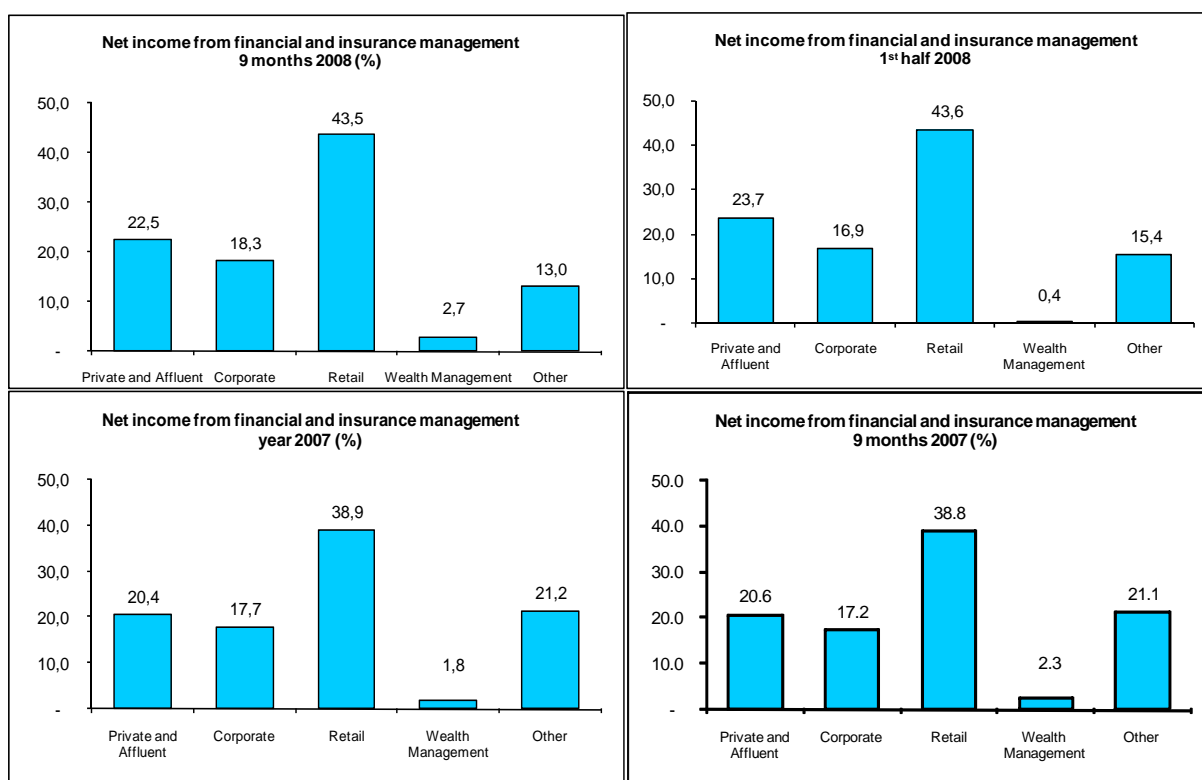 Net income from financial and insurance management
9 months 2008 (%)
50,0
40,0
30,0
20,0
10,0
-
22,5
18,3
43,5
2,7
13,0
Private and Affluent
Corporate
Retail
Wealth Management
Other
Net income from financial and insurance management
1st half 2008
50,0
40,0
30,0
20,0
10,0
-
23,7
16,9
43,6
0,4
15,4
Private and
Affluent
Corporate
Retail
Wealth
Management
Other
Net income from financial and insurance management
year 2007 (%)
50,0
40,0
30,0
20,0
10,0
-
20,4
17,7
38,9
1,8
21,2
Private and
Affluent
Corporate
Retail
Wealth
Management
Other
Net income from financial and insurance management
9 months 2007 (%)
50.0
40.0
30.0
20.0
10.0
-
20.6
17.2
38.8
2.3
21.1
Private and
Affluent
Corporate
Retail
Wealth
Management
Other